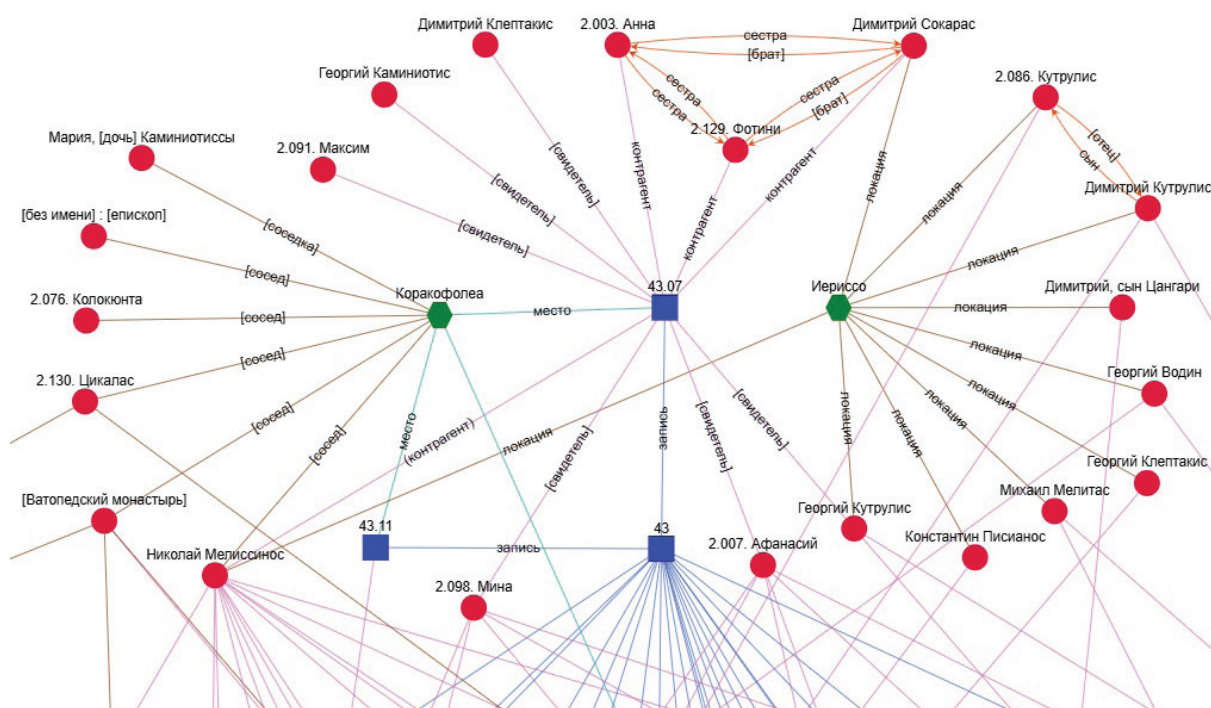 Димитрий Клептакис
2.003. Анна
Димитрий Сокарас
сестра
[брат]
Георгий Каминиотис
2.086. Кутрулис
сестра
сестра
сестра
[брат]
Мария, [дочь] Каминиотиссы
2.091. Максим
2.129. Фотини
[отец]
сын
[свидетель]
контрагент
контрагент
локация
Димитрий Кутрулис
[свидетель]
локация
[без имени] : [епископ]
[соседка]
[свидетель]
контрагент
локация
[сосед]
43.07
2.076. Колокюнта
Коракофолеа
Иериссо
Димитрий, сын Цангари
[сосед]
место
локация
[сосед]
локация
Георгий Водин
2.130. Цикалас
локация
[сосед]
место
(контрагент)
локация
запись
[свидетель]
[свидетель]
локация
локация
локация
[сосед]
[свидетель]
Георгий Клептакис
[Ватопедский монастырь]
Михаил Мелитас
Георгий Кутрулис
43.11
43
Константин Писианос
Николай Мелиссинос
запись
2.007. Афанасий
2.098. Мина